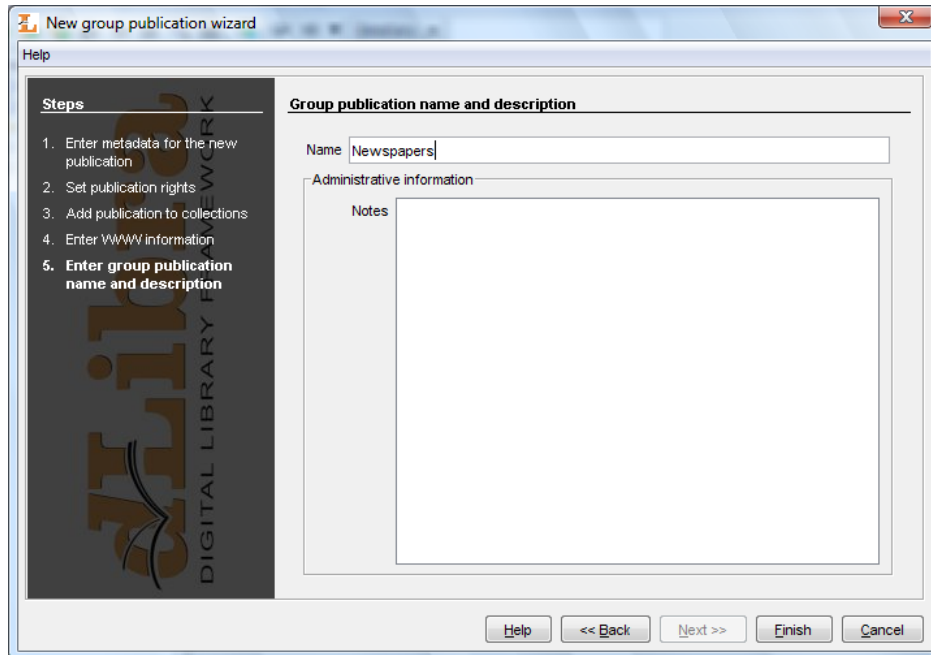 New group publication wizard
Help
Steps
1. Enter metadata for the new
publication
2. Set publication rights
3. Add publication to collections
4. Enter WWW information
5. Enter group publication
name and description
dLibra
DIGITAL LIBRARY FRAMEWORK
Group publication name and description
Name Newspapers
Administrative information
Notes
Help << Back Next >> Finish Cancel